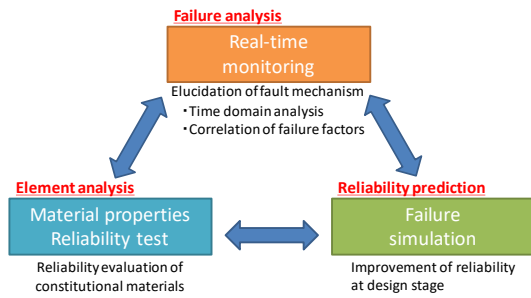 Failure analysis
Real-time
monitoring
Elucidation of fault mechanism
・Time domain analysis
・Correlation of failure factors
Element analysis
Material properties
Reliability test
Reliability evaluation of
constitutional materials
Reliability prediction
Failure
simulation
Improvement of reliability
at design stage